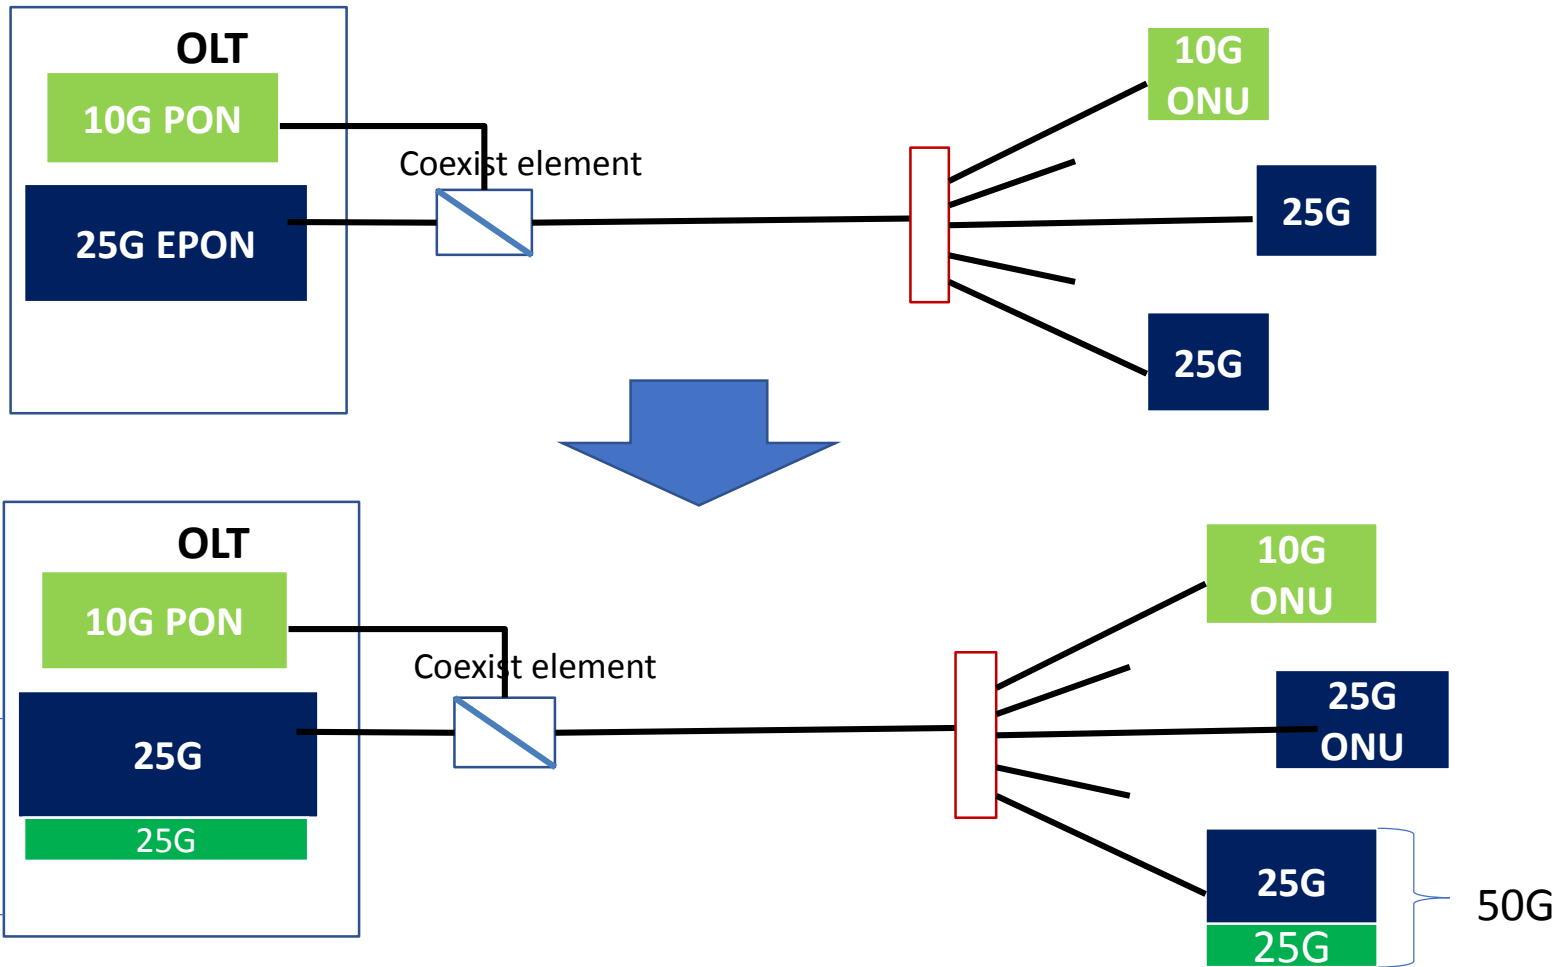 OLT
10G PON
Coexist element
25G EPON
10G
ONU
25G
25G
OLT
10G PON
Coexist element
25G
25G
10G
ONU
25G
ONU
25G
25G
50G